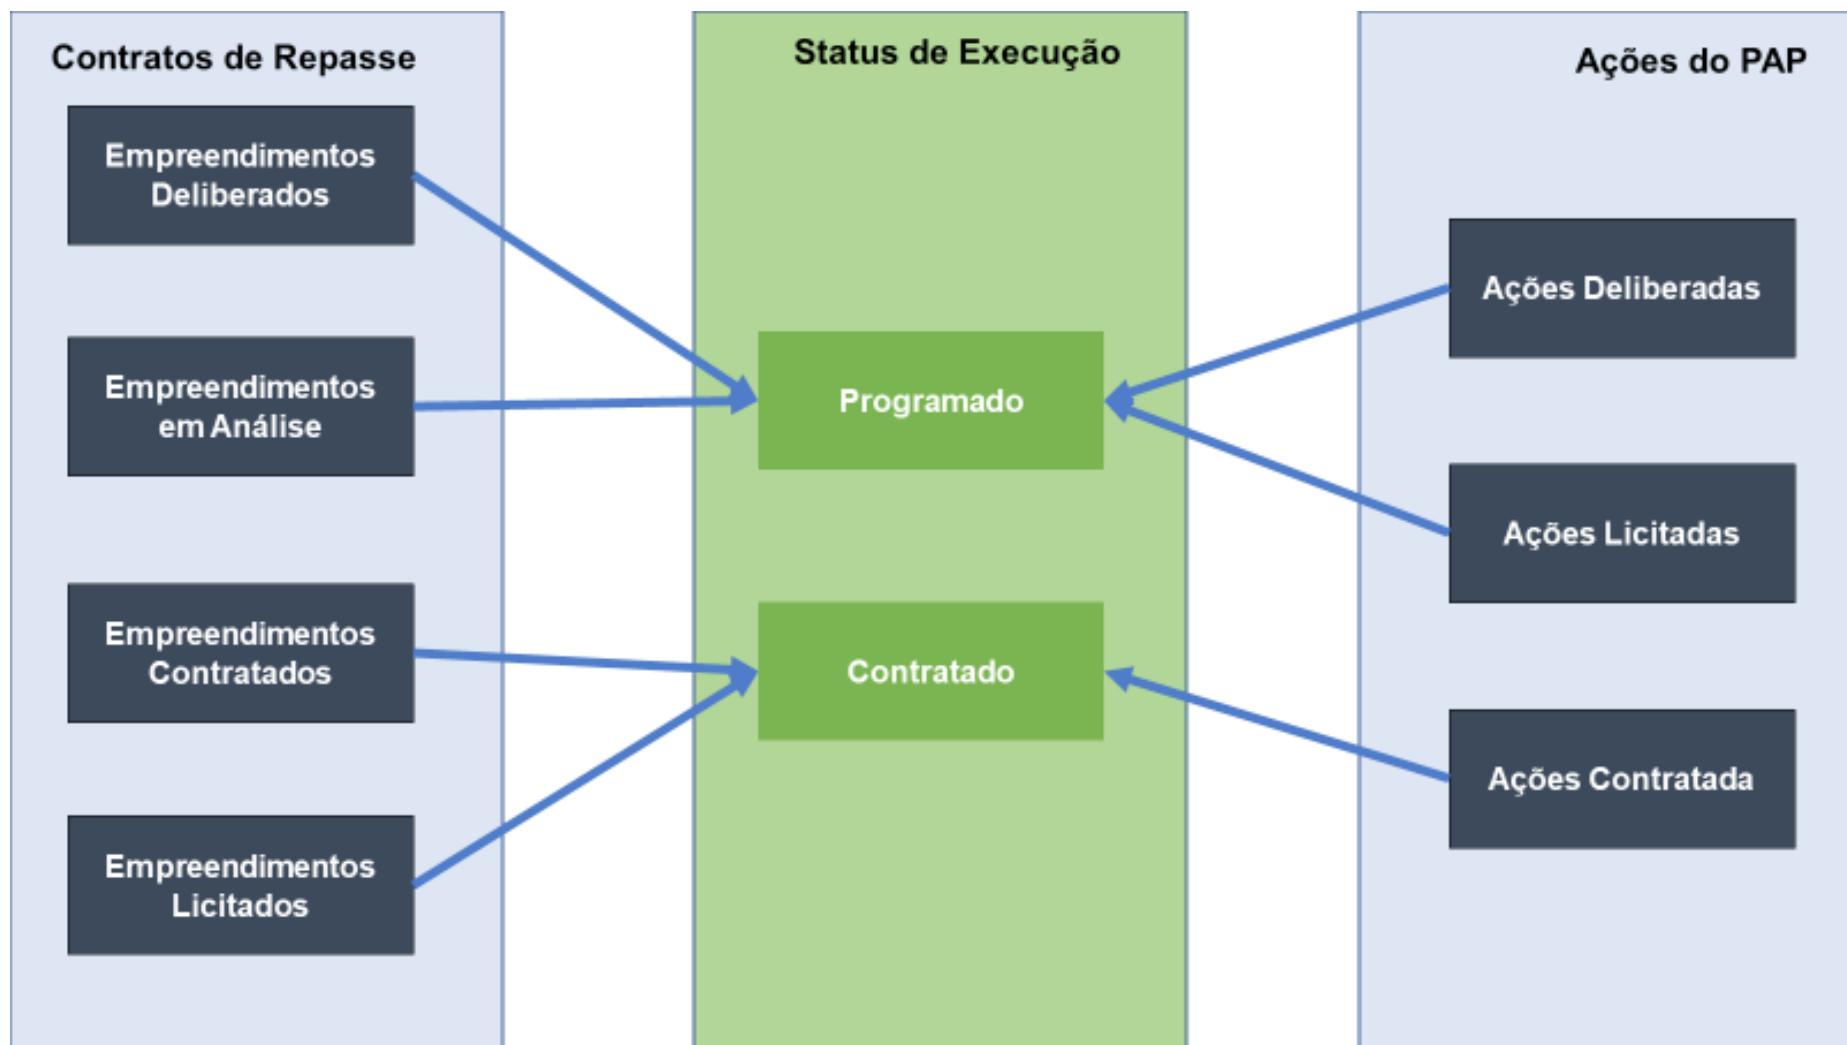 Contratos de Repasse
Empreendimentos
Deliberados
Empreendimentos
em Análise
Empreendimentos
Contratados
Empreendimentos
Licitados
Status de Execução
Programado
Contratado
Ações do PAP
Ações Deliberadas
Ações Licitadas
Ações Contratada